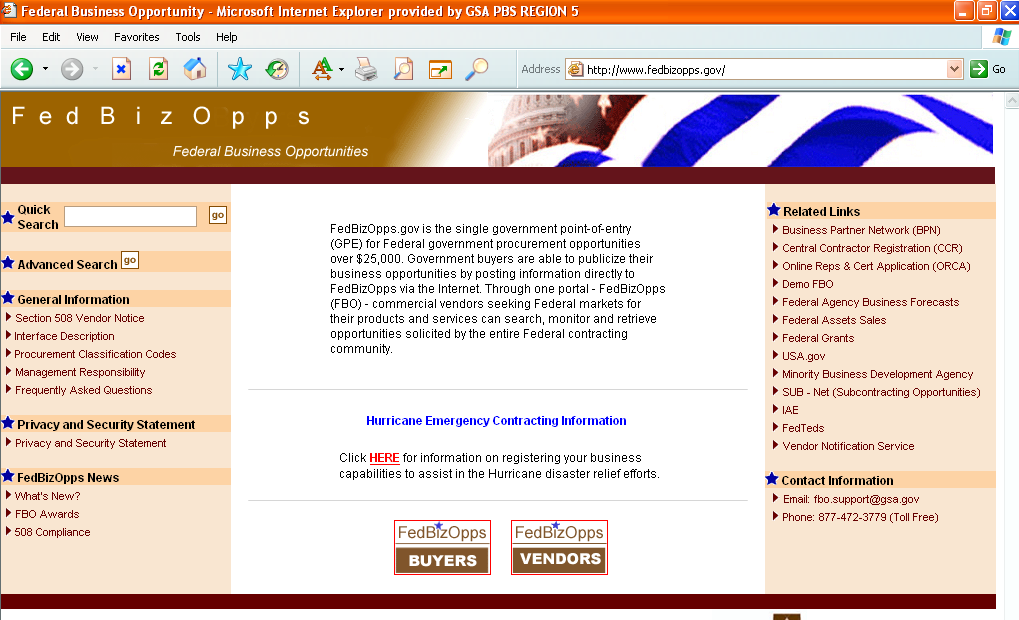 Federal Business Opportunity - Microsoft Internet Explorer provided by GSA PBS REGION 5
File Edit View Favorites Tools Help
Address http://www.fedbizopps.gov/ Go
FedBizOpps
Federal Business Opportunities
Quick
Search
go
Advanced Search go
General Information
Section 508 Vendor Notice
Interface Description
Procurement Classification Codes
Management Responsibility
Frequently Asked Questions
Privacy and Security Statement
Privacy and Security Statement
FedBizOpps News
What's New?
FBO Awards
508 Compliance
FedBizOpps.gov is the single government point-of-entry
(GPE) for Federal government procurement opportunities
over $25,000. Government buyers are able to publicize their
business opportunities by posting information directly to
FedBizOpps via the Internet. Through one portal - FedBizOpps
(FBO) - commercial vendors seeking Federal markets for
their products and services can search, monitor and retrieve
opportunities solicited by the entire Federal contracting
community.
Hurricane Emergency Contracting Information
Click HERE for information on registering your business
capabilities to assist in the Hurricane disaster relief efforts.
FedBizOpps
BUYERS
FedBizOpps
VENDORS
Related Links
Business Partner Network (BPN)
Central Contractor Registration (CCR)
Online Reps & Cert Application (ORCA)
Demo FBO
Federal Agency Business Forecasts
Federal Assets Sales
Federal Grants
USA.gov
Minority Business Development Agency
SUB - Net (Subcontracting Opportunities)
IAE
FedTeds
Vendor Notification Service
Contact Information
Email: fbo.support@gsa.gov
Phone: 877-472-3779 (Toll Free)